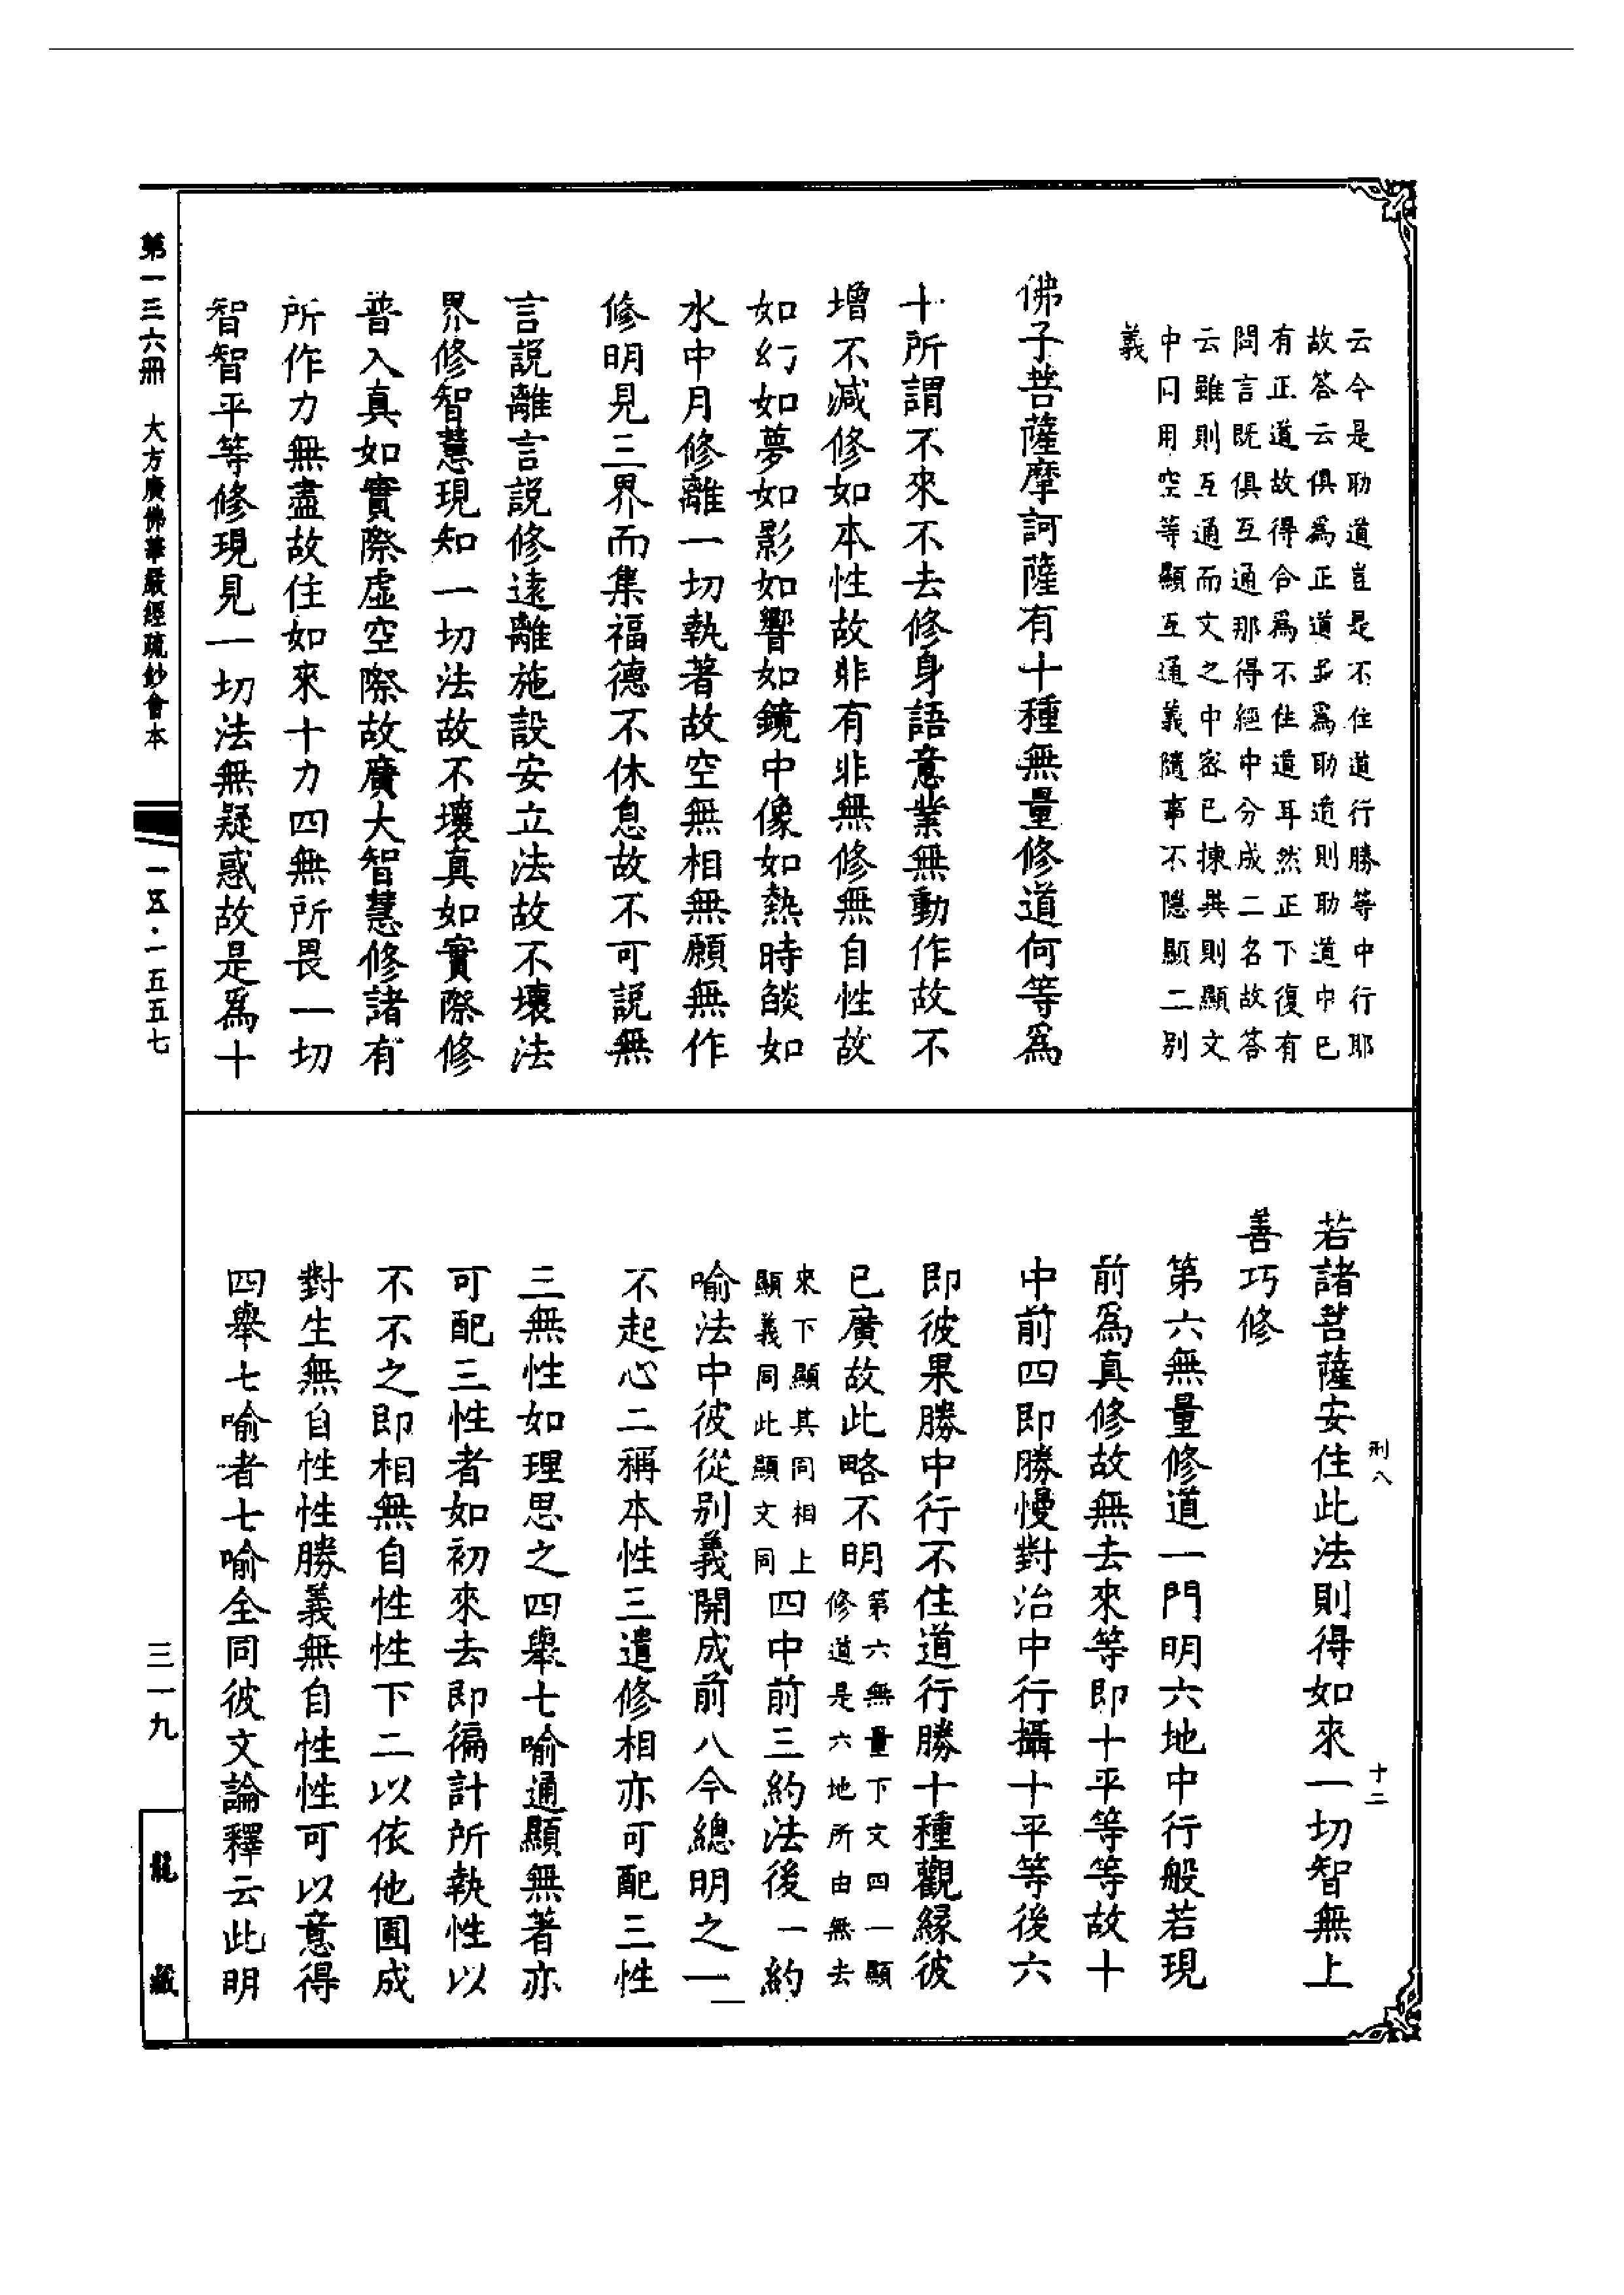 云今是助道豈是不住道行勝等中行耶
故答云俱爲正道並爲助道則助道中已
有正道故得合爲不住道耳然正下復有
問言既俱互通那得經中分成二名故答
云雖則互通而文之中容已揀與則顯文
中用空等顯互通義隨事不隱顯二別
義
佛子菩薩摩訶薩有十種無量修道何等爲
十所謂不來不去修身語意業無動作故不
增不減修如本性故非有非無修無自性故
如幻如夢如影如響如鏡中像如熱時燄如
水中月修離一切執著故空無相無願無作
修明見三界而集福德不休息故不可説無
言説離言説修遠離施設安立法故不壞法
界修智慧現知一切法故不壞真如實際修
普入真如實際虛空際故廣大智慧修諸有
所作力無盡故住如來十力四無所畏一切
智智平等修現見一切法無疑惑故是爲十
若諸菩薩安住此法則得如來一切智無上
善巧修
第六無量修道一門明六地中行般若現
前爲真修故無去來等即十平等等故十
中前四即勝慢對治中行攝十平等後六
即彼果勝中行不住道行勝十種觀緣彼
已廣故此略不明第六無量下文四一顯
修道是六地所由無去
來下顯其同相上
顯義同此顯文同四中前三約法後一約
喻法中彼從別義開成前八今總明之一
不起心二稱本性三遣修相亦可配三性
三無性如理思之四舉七喻通顯無著亦
可配三性者如初來去即徧計所執性以
不不之即相無自性性下二以依他圓成
對生無自性性勝義無自性性可以意得
四舉七喻者七喻全同彼文論釋云此明
刑八
十二
第一三六冊 大方廣佛華嚴經疏鈔會本
一五·一五五七
三一九
龍藏